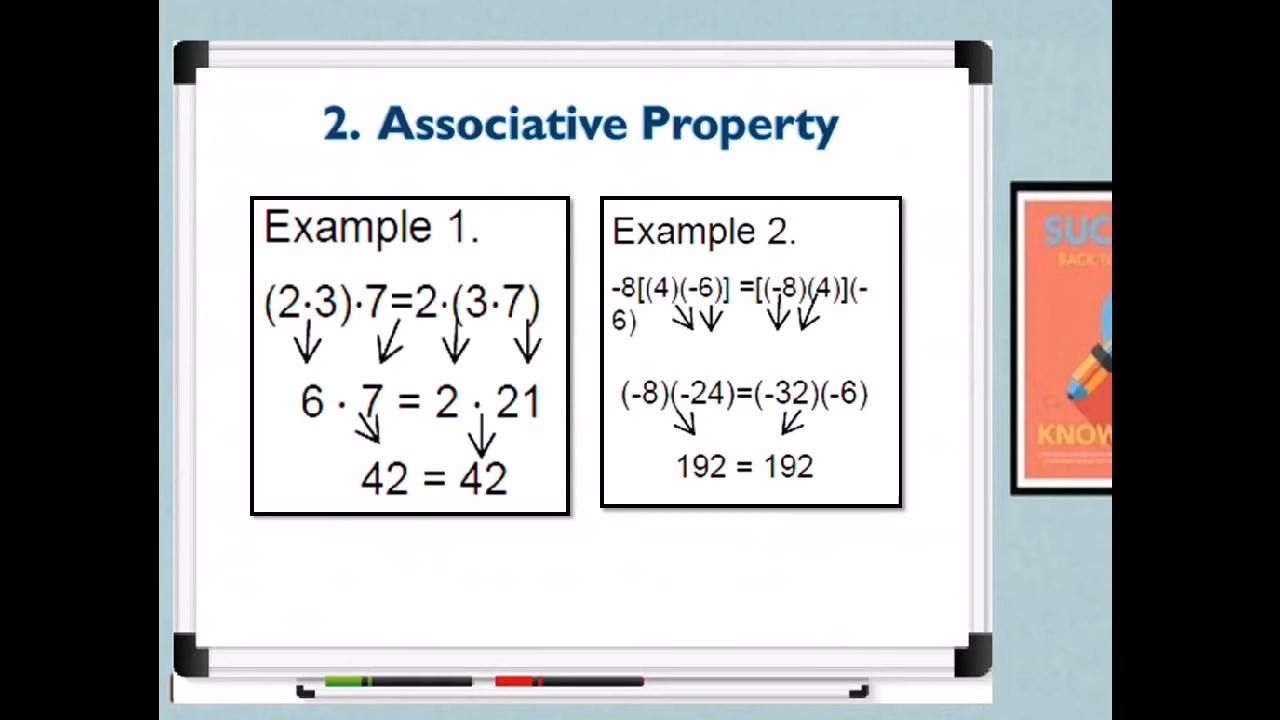 2. Associative Property
Example 1.
(2·3)·7=2·(3·7)
6 · 7 = 2 · 21
42 = 42
Example 2.
-8[(4)(-6)] =[(-8)(4)](-
6)
(-8)(-24)=(-32)(-6)
192 = 192
SUC
BACK TO
KNOW